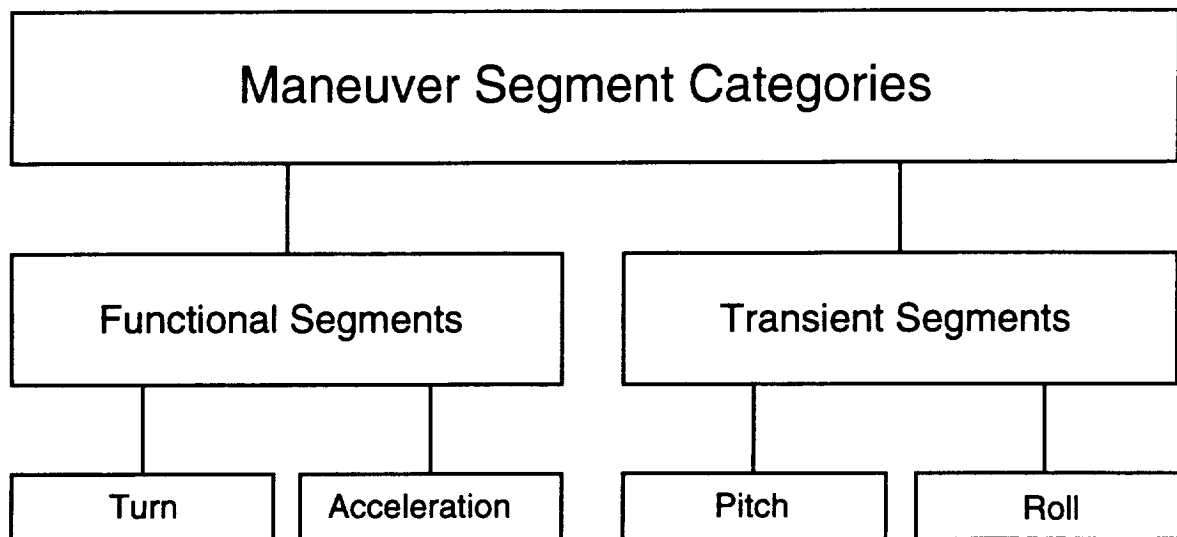 Maneuver Segment Categories
Functional Segments
Transient Segments
Turn
Acceleration
Pitch
Roll